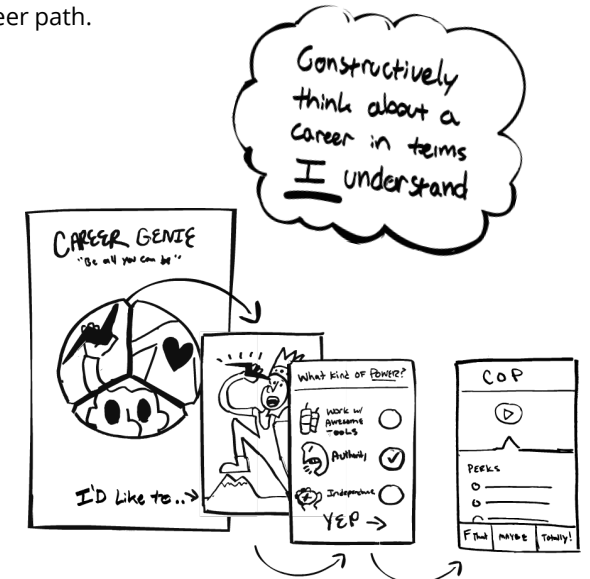 eer path.
Constructively
think about a
career in terms
I understand
CAREER GENIE
"Be all you can be"
I'D Like to..
What kind of POWER?
Work w/
Awesome
TOOLS
Authority
Independence
YEP
COP
PERKS
F That
MAYBE
Totally!